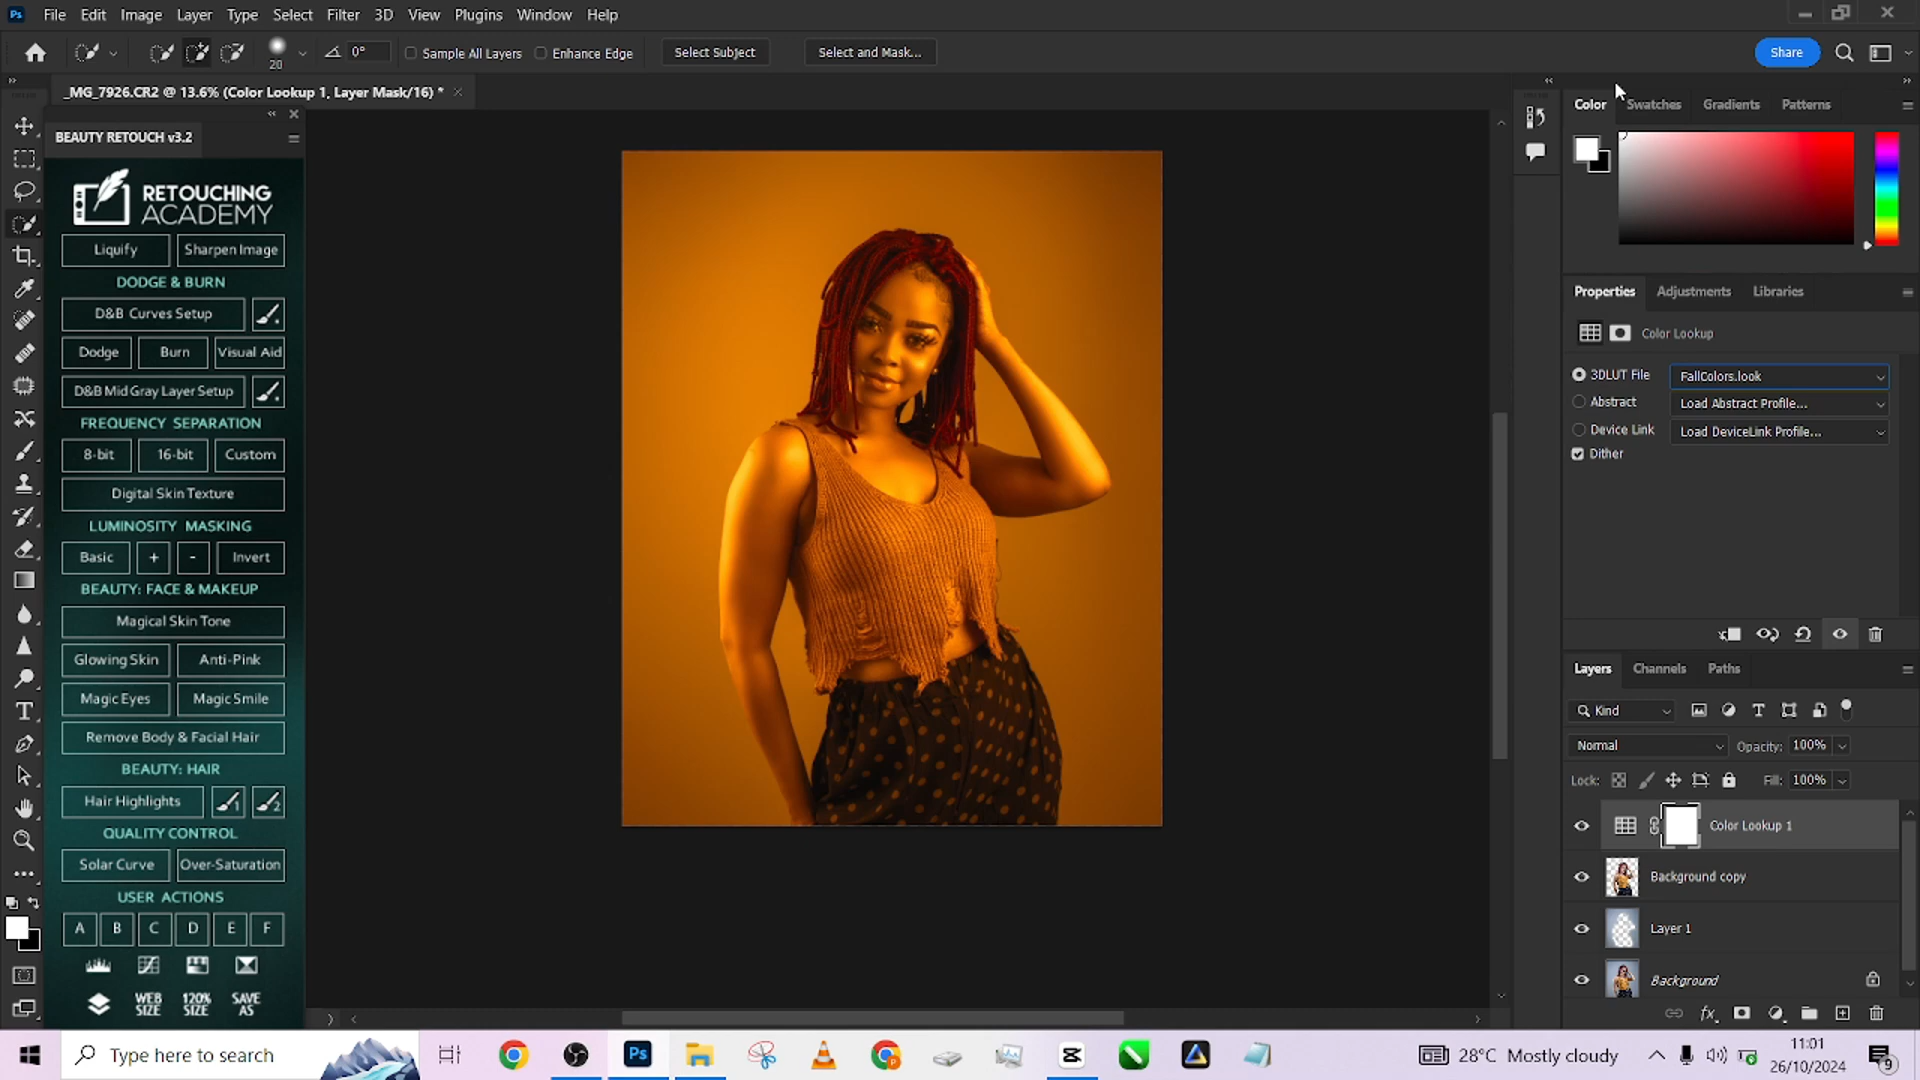 Ps File Edit Image Layer Type Select Filter 3D View Plugins Window Help
20 0° Sample All Layers Enhance Edge Select Subject Select and Mask... Share
_MG_7926.CR2 @ 13.6% (Color Lookup 1, Layer Mask/16) *
BEAUTY RETOUCH v3.2
RETOUCHING
ACADEMY
Liquify Sharpen Image
DODGE & BURN
D&B Curves Setup
Dodge Burn Visual Aid
D&B Mid Gray Layer Setup
FREQUENCY SEPARATION
8-bit 16-bit Custom
Digital Skin Texture
LUMINOSITY MASKING
Basic + - Invert
BEAUTY: FACE & MAKEUP
Magical Skin Tone
Glowing Skin Anti-Pink
Magic Eyes Magic Smile
Remove Body & Facial Hair
BEAUTY: HAIR
Hair Highlights 1 2
QUALITY CONTROL
Solar Curve Over-Saturation
USER ACTIONS
A B C D E F
WEB SIZE 120% SIZE SAVE AS
Color Swatches Gradients Patterns
Properties Adjustments Libraries
Color Lookup
3DLUT File FallColors.look
Abstract Load Abstract Profile...
Device Link Load DeviceLink Profile...
Dither
Layers Channels Paths
Kind
Normal Opacity: 100%
Lock: Fill: 100%
Color Lookup 1
Background copy
Layer 1
Background
Type here to search
Ps
28°C Mostly cloudy
11:01
26/10/2024
9